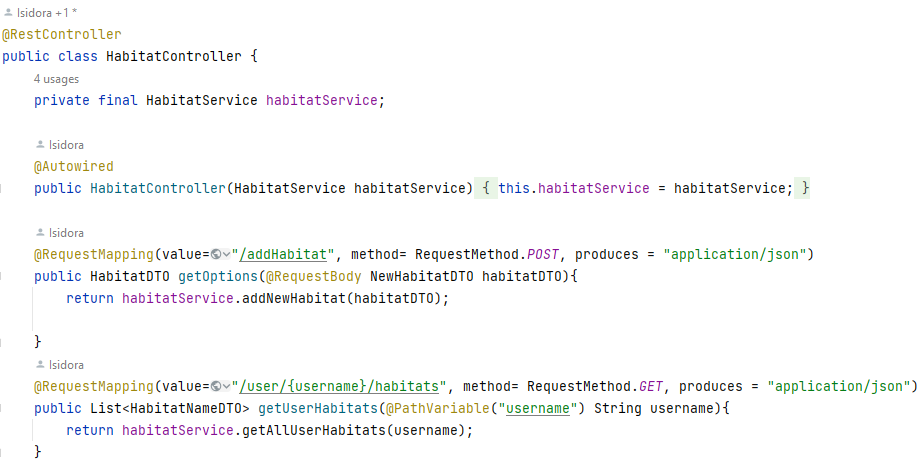 Isidora +1 *
@RestController
public class HabitatController {
4 usages
private final HabitatService habitatService;
Isidora
@Autowired
public HabitatController(HabitatService habitatService) { this.habitatService = habitatService; }
Isidora
@RequestMapping(value="/addHabitat", method= RequestMethod.POST, produces = "application/json")
public HabitatDTO getOptions(@RequestBody NewHabitatDTO habitatDTO){
return habitatService.addNewHabitat(habitatDTO);
}
Isidora
@RequestMapping(value="/user/{username}/habitats", method= RequestMethod.GET, produces = "application/json")
public List<HabitatNameDTO> getUserHabitats(@PathVariable("username") String username){
return habitatService.getAllUserHabitats(username);
}